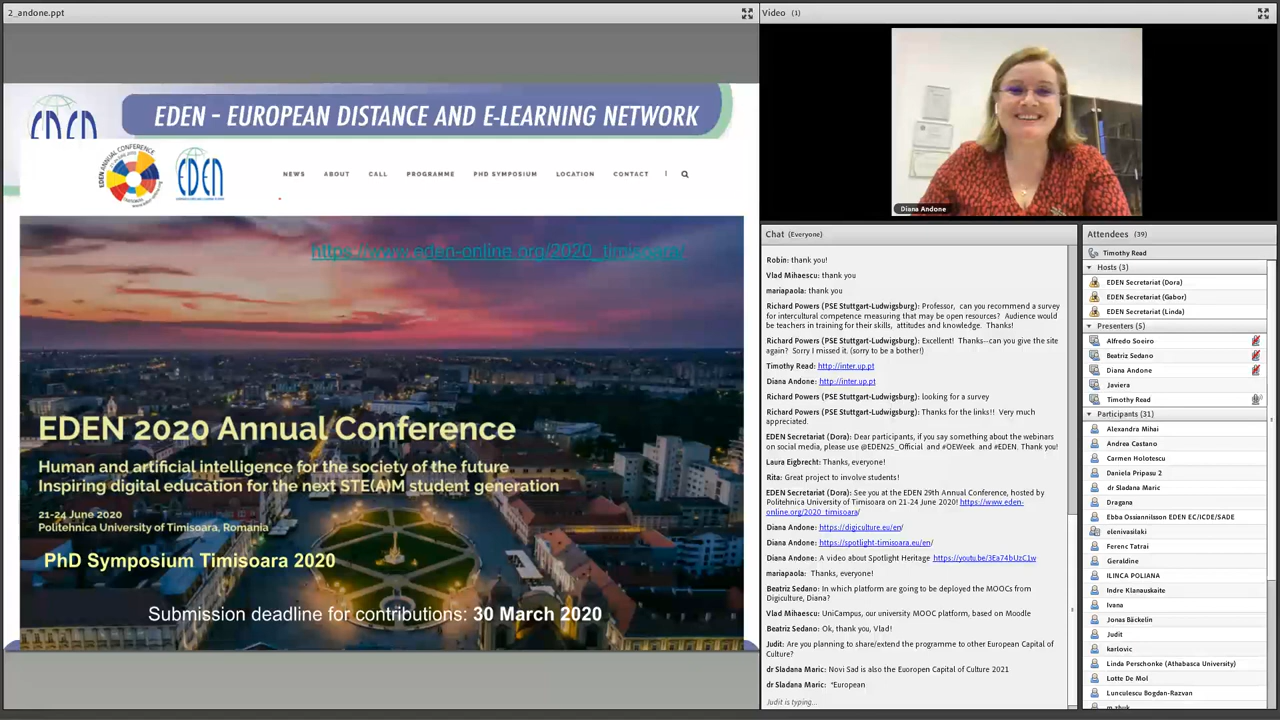 2_andone.ppt
EDEN
EDEN – EUROPEAN DISTANCE AND E-LEARNING NETWORK
EDEN
NEWS ABOUT CALL PROGRAMME PHD SYMPOSIUM LOCATION CONTACT
https://www.eden-online.org/2020_timisoara/
EDEN 2020 Annual Conference
Human and artificial intelligence for the society of the future
Inspiring digital education for the next STE(A)M student generation
21-24 June 2020
Politehnica University of Timisoara, Romania
PhD Symposium Timisoara 2020
Submission deadline for contributions: 30 March 2020
Video (1)
Diana Andone
Chat (Everyone)
Robin: thank you!
Vlad Mihaescu: thank you
mariapaola: thank you
Richard Powers (PSE Stuttgart-Ludwigsburg): Professor, can you recommend a survey
for intercultural competence measuring that may be open resources? Audience would
be teachers in training for their skills, attitudes and knowledge. Thanks!
Richard Powers (PSE Stuttgart-Ludwigsburg): Excellent! Thanks--can you give the site
again? Sorry I missed it. (sorry to be a bother!)
Timothy Read: http://inter.up.pt
Diana Andone: http://inter.up.pt
Richard Powers (PSE Stuttgart-Ludwigsburg): looking for a survey
Richard Powers (PSE Stuttgart-Ludwigsburg): Thanks for the links!! Very much
appreciated.
EDEN Secretariat (Dora): Dear participants, if you say something about the webinars
on social media, please use @EDEN25_Official and #OEWeek and #EDEN. Thank you!
Laura Eigbrecht: Thanks, everyone!
Rita: Great project to involve students!
EDEN Secretariat (Dora): See you at the EDEN 29th Annual Conference, hosted by
Politehnica University of Timisoara on 21-24 June 2020! https://www.eden-
online.org/2020_timisoara/
Diana Andone: https://digiculture.eu/en/
Diana Andone: https://spotlight-timisoara.eu/en/
Diana Andone: A video about Spotlight Heritage https://youtu.be/3Ea74bUzC1w
mariapaola: Thanks, everyone!
Beatriz Sedano: In which platform are going to be deployed the MOOCs from
Digiculture, Diana?
Vlad Mihaescu: UniCampus, our university MOOC platform, based on Moodle
Beatriz Sedano: Ok, thank you, Vlad!
Judit: Are you planning to share/extend the programme to other European Capital of
Culture?
dr Sladana Maric: Novi Sad is also the Euoropen Capital of Culture 2021
dr Sladana Maric: *European
Judit is typing...
Attendees (39)
Timothy Read
Hosts (3)
EDEN Secretariat (Dora)
EDEN Secretariat (Gabor)
EDEN Secretariat (Linda)
Presenters (5)
Alfredo Soeiro
Beatriz Sedano
Diana Andone
Javiera
Timothy Read
Participants (31)
Alexandra Mihai
Andrea Castano
Carmen Holotescu
Daniela Pripasu 2
dr Sladana Maric
Dragana
Ebba Ossiannilsson EDEN EC/ICDE/SADE
elenivasilaki
Ferenc Tatrai
Geraldine
ILINCA POLIANA
Indre Klanauskaite
Ivana
Jonas Bäckelin
Judit
karlovic
Linda Pershonke (Athabasca University)
Lotte De Mol
Lunculescu Bogdan-Razvan